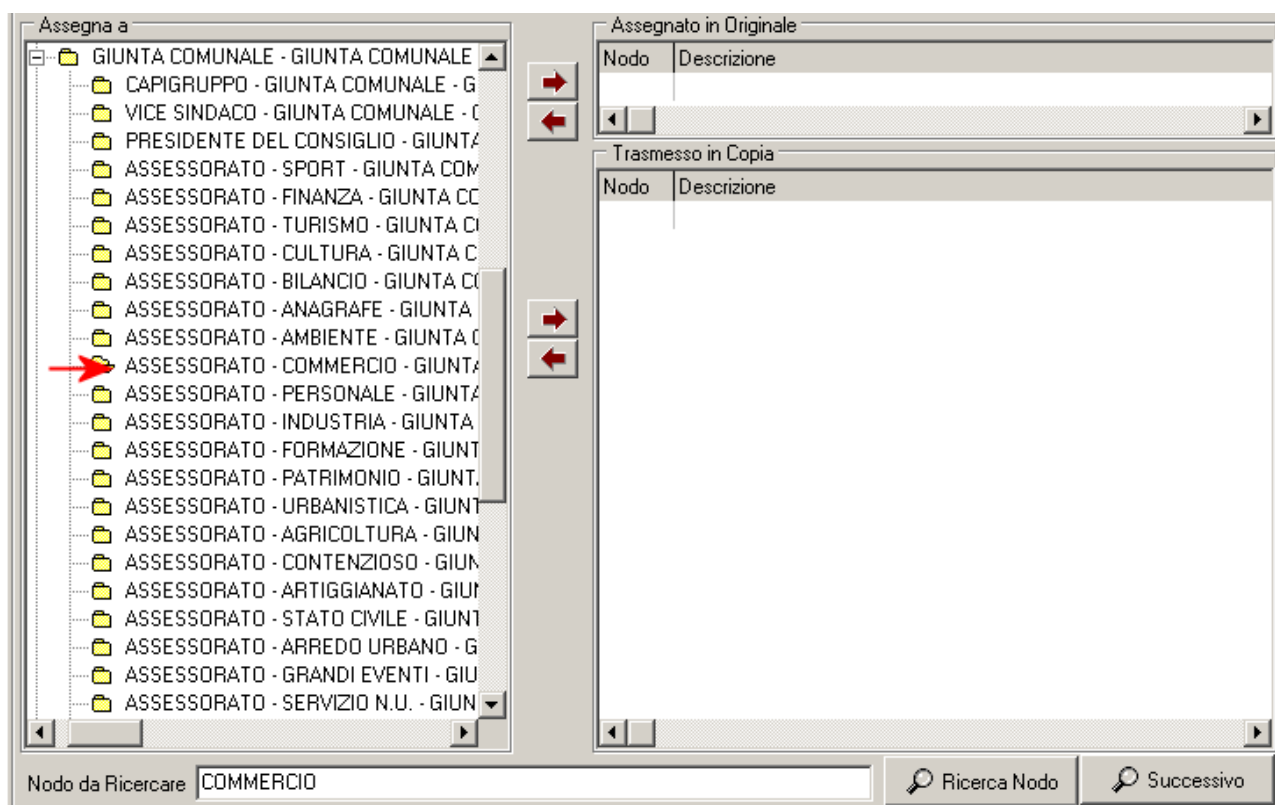 Assegna a
GIUNTA COMUNALE - GIUNTA COMUNALE
CAPIGRUPPO - GIUNTA COMUNALE - G
VICE SINDACO - GIUNTA COMUNALE -
PRESIDENTE DEL CONSIGLIO - GIUNTA
ASSESSORATO - SPORT - GIUNTA COM
ASSESSORATO - FINANZA - GIUNTA CO
ASSESSORATO - TURISMO - GIUNTA C
ASSESSORATO - CULTURA - GIUNTA C
ASSESSORATO - BILANCIO - GIUNTA CO
ASSESSORATO - ANAGRAFE - GIUNTA
ASSESSORATO - AMBIENTE - GIUNTA
ASSESSORATO - COMMERCIO - GIUNTA
ASSESSORATO - PERSONALE - GIUNTA
ASSESSORATO - INDUSTRIA - GIUNTA
ASSESSORATO - FORMAZIONE - GIUNT
ASSESSORATO - PATRIMONIO - GIUNT
ASSESSORATO - URBANISTICA - GIUNT
ASSESSORATO - AGRICOLTURA - GIUN
ASSESSORATO - CONTENZIOSO - GIUN
ASSESSORATO - ARTIGGIANATO - GIUN
ASSESSORATO - STATO CIVILE - GIUNT
ASSESSORATO - ARREDO URBANO - G
ASSESSORATO - GRANDI EVENTI - GIU
ASSESSORATO - SERVIZIO N.U. - GIUN
Assegnato in Originale
Nodo Descrizione
Trasmesso in Copia
Nodo Descrizione
Nodo da Ricercare COMMERCIO Ricerca Nodo Successivo